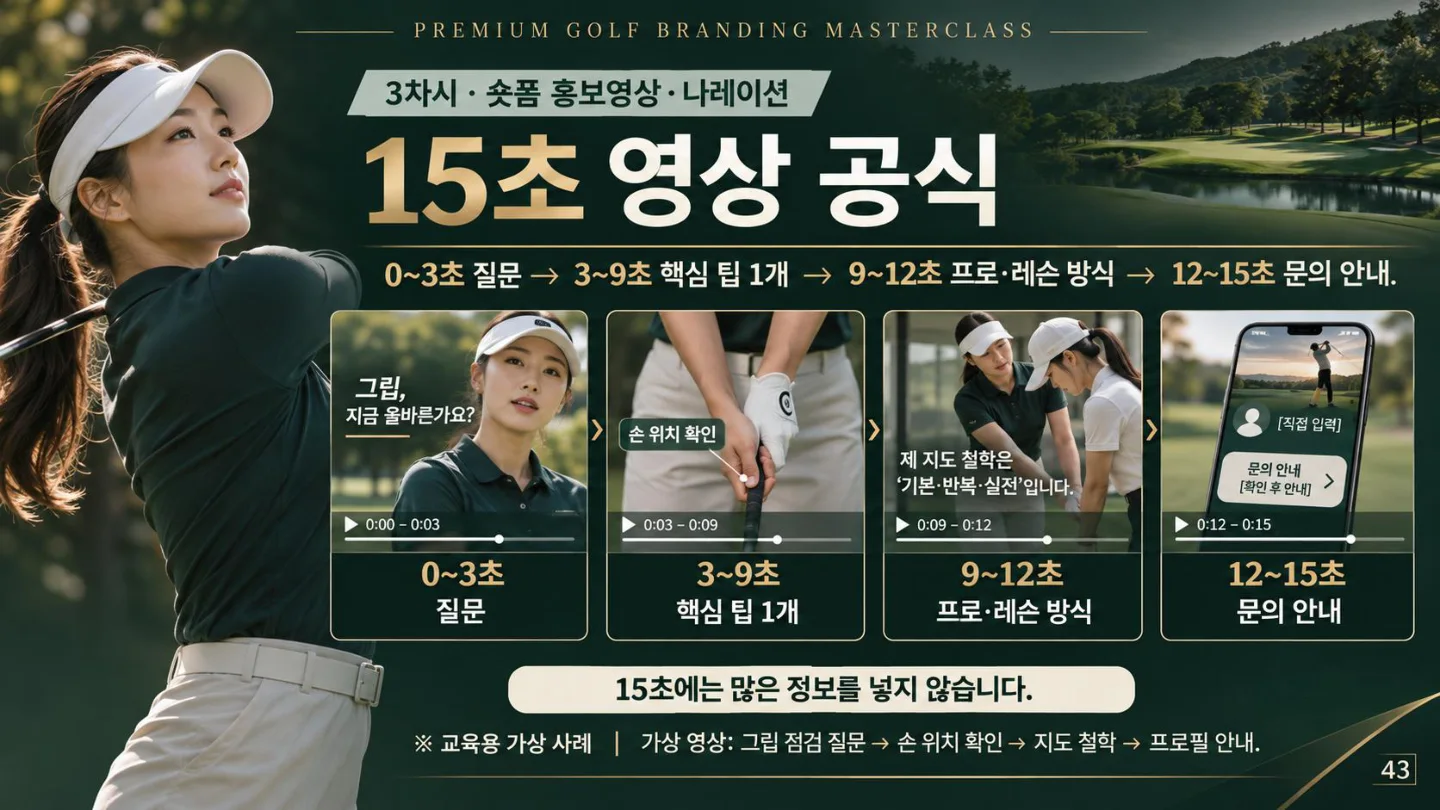 PREMIUM GOLF BRANDING MASTERCLASS
3차시 · 숏폼 홍보영상 · 나레이션
15초 영상 공식
0~3초 질문 → 3~9초 핵심 팁 1개 → 9~12초 프로·레슨 방식 → 12~15초 문의 안내.
그립,
지금 올바른가요?
0:00 – 0:03
0~3초
질문
손 위치 확인
0:03 – 0:09
3~9초
핵심 팁 1개
제 지도 철학은
‘기본·반복·실전’입니다.
0:09 – 0:12
9~12초
프로·레슨 방식
[직접 입력]
문의 안내
[확인 후 안내]
0:12 – 0:15
12~15초
문의 안내
15초에는 많은 정보를 넣지 않습니다.
※ 교육용 가상 사례 | 가상 영상: 그립 점검 질문 → 손 위치 확인 → 지도 철학 → 프로필 안내.
43